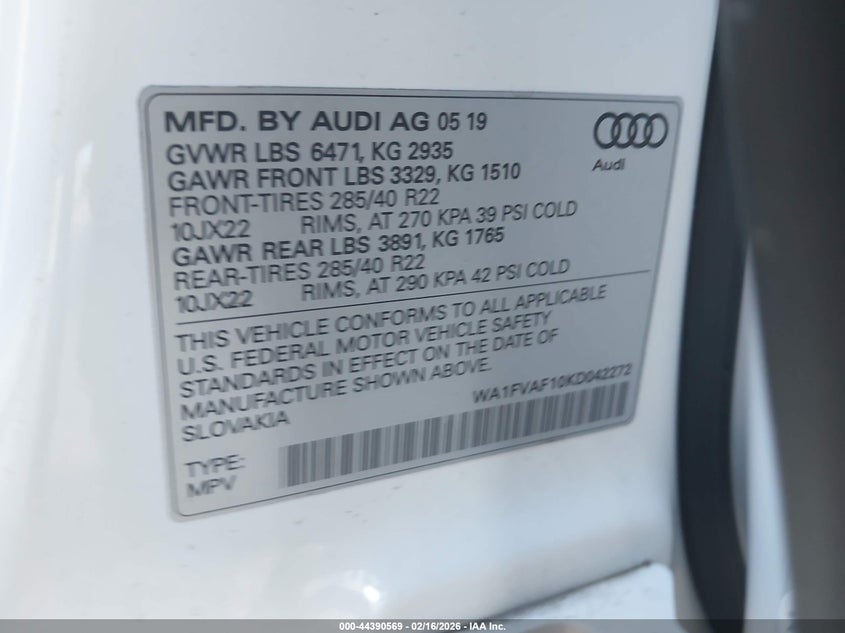 MFD. BY AUDI AG 05 19
Audi
GVWR LBS 6471, KG 2935
GAWR FRONT LBS 3329, KG 1510
FRONT-TIRES 285/40 R22
10JX22 RIMS, AT 270 KPA 39 PSI COLD
GAWR REAR LBS 3891, KG 1765
REAR-TIRES 285/40 R22
10JX22 RIMS, AT 290 KPA 42 PSI COLD
THIS VEHICLE CONFORMS TO ALL APPLICABLE
U.S. FEDERAL MOTOR VEHICLE SAFETY
STANDARDS IN EFFECT ON THE DATE OF
MANUFACTURE SHOWN ABOVE.
SLOVAKIA
WA1FVAF10KD042272
TYPE:
MPV
000-44390569 - 02/16/2026 - IAA Inc.